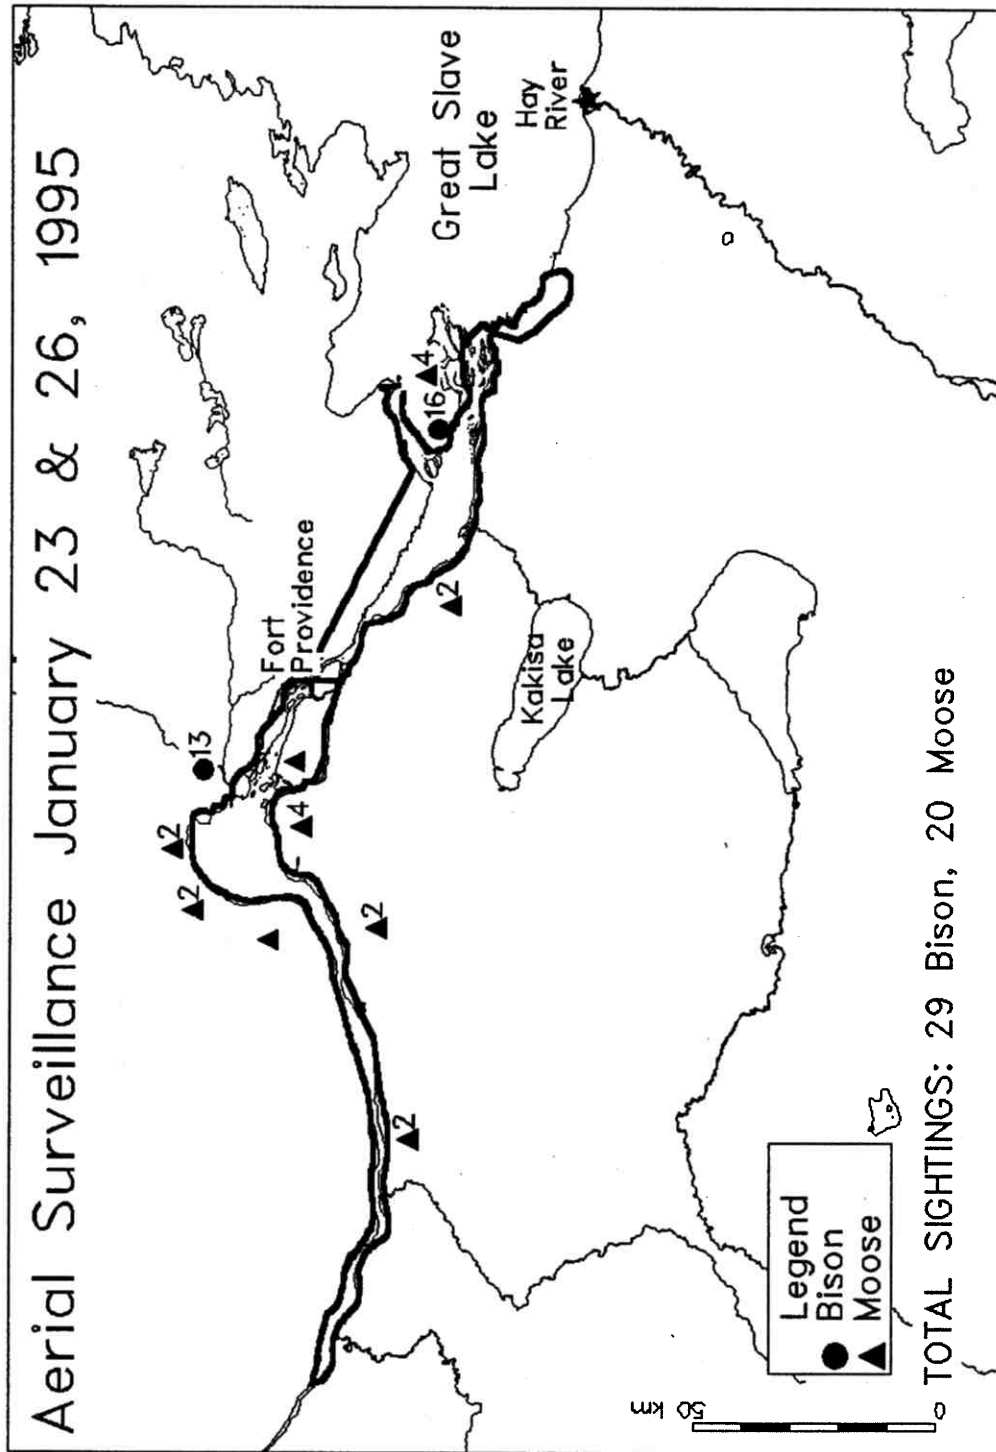 Aerial Surveillance January 23 & 26, 1995
Great Slave
Lake
Hay
River
Fort
Providence
Kakisa
Lake
13
2
2
4
2
2
2
16
4
Legend
Bison
Moose
50 km
0
TOTAL SIGHTINGS: 29 Bison, 20 Moose